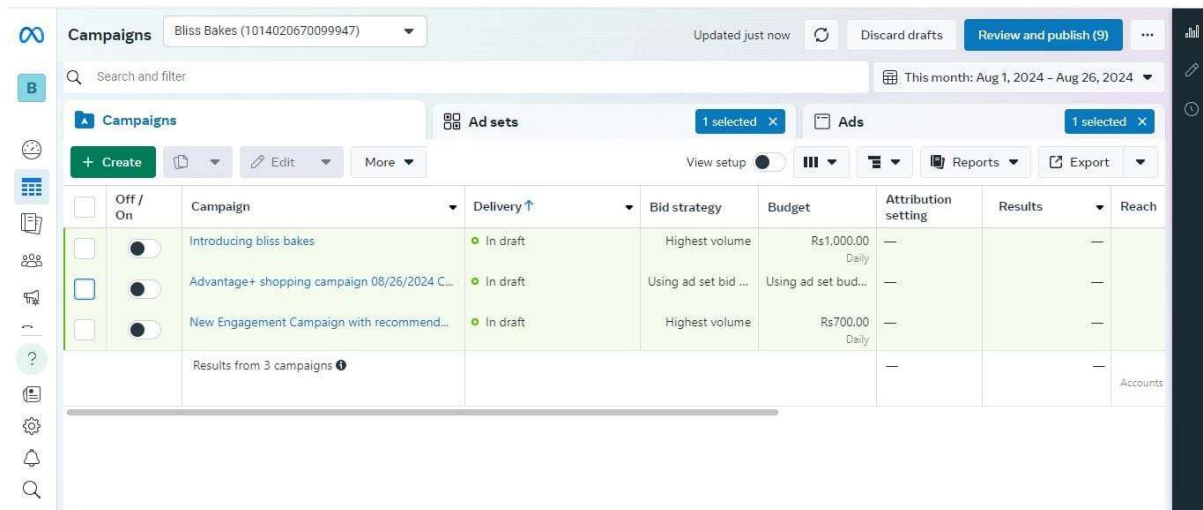 Campaigns
Bliss Bakes (1014020670099947)
Updated just now
Discard drafts
Review and publish (9)
Search and filter
This month: Aug 1, 2024 – Aug 26, 2024
B
Campaigns
Ad sets
1 selected ×
Ads
1 selected ×
+ Create
Edit
More
View setup
Reports
Export
Off / On
Campaign
Delivery ↑
Bid strategy
Budget
Attribution setting
Results
Reach
Introducing bliss bakes
In draft
Highest volume
Rs1,000.00
Daily
—
—
Advantage+ shopping campaign 08/26/2024 C...
In draft
Using ad set bid ...
Using ad set bud...
—
—
New Engagement Campaign with recommend...
In draft
Highest volume
Rs700.00
Daily
—
—
Results from 3 campaigns
—
—
Accounts